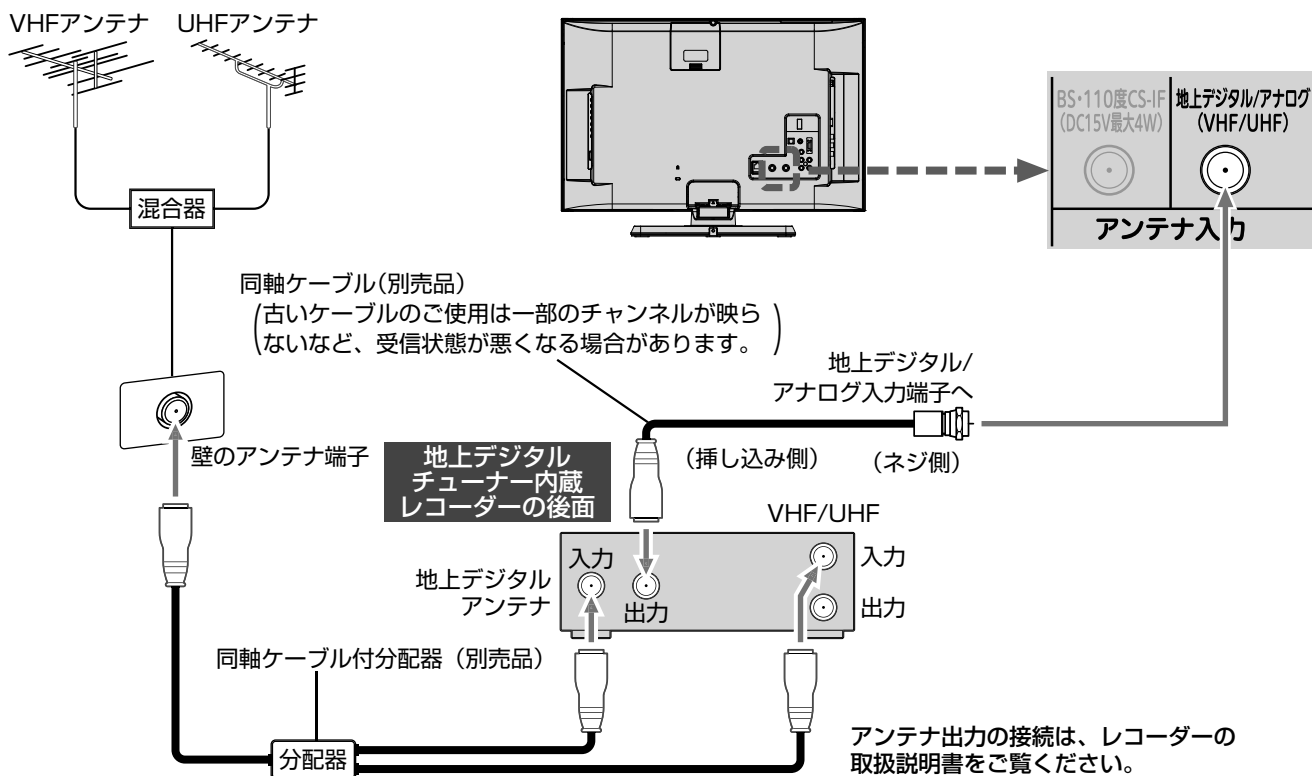 VHFアンテナ
UHFアンテナ
混合器
BS・110度CS-IF
(DC15V最大4W)
地上デジタル/アナログ
(VHF/UHF)
アンテナ入力
同軸ケーブル(別売品)
(古いケーブルのご使用は一部のチャンネルが映ら
ないなど、受信状態が悪くなる場合があります。)
地上デジタル/
アナログ入力端子へ
(挿し込み側)
(ネジ側)
壁のアンテナ端子
地上デジタル
チューナー内蔵
レコーダーの後面
VHF/UHF
入力
出力
地上デジタル
アンテナ
入力
出力
同軸ケーブル付分配器(別売品)
分配器
アンテナ出力の接続は、レコーダーの
取扱説明書をご覧ください。